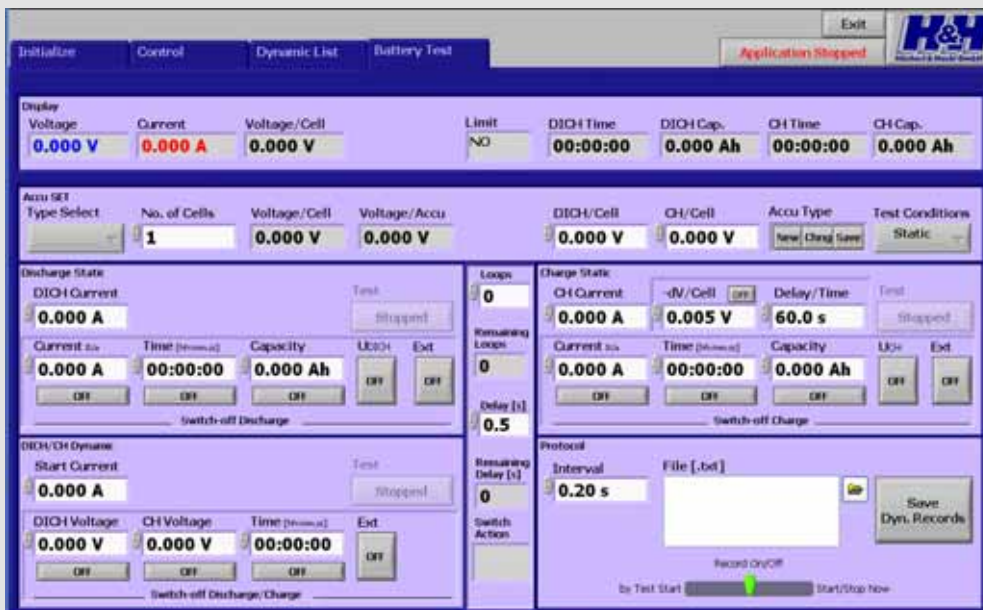 Exit
Initialize Control Dynamic List Battery Test Application Stopped H&H
Display
Voltage Current Voltage/Cell Limit DICH Time DICH Cap. CH Time CH Cap.
0.000 V 0.000 A 0.000 V NO 00:00:00 0.000 Ah 00:00:00 0.000 Ah
Accu SET
Type Select No. of Cells Voltage/Cell Voltage/Accu DICH/Cell CH/Cell Accu Type Test Conditions
1 0.000 V 0.000 V 0.000 V 0.000 V New Chng Save Static
Discharge Static
DICH Current Test
0.000 A Stopped
Current Time Capacity UDICH Ext
0.000 A 00:00:00 0.000 Ah OFF OFF
OFF OFF OFF
Switch-off Discharge
DICH/CH Dynamic
Start Current Test
0.000 A Stopped
DICH Voltage CH Voltage Time Ext
0.000 V 0.000 V 00:00:00 OFF
OFF OFF OFF
Switch-off Discharge/Charge
Loops
0
Remaining
Loops
0
Delay [s]
0.5
Remaining
Delay [s]
0
Switch
Action
Charge Static
CH Current -dV/Cell OFF Delay/Time Test
0.000 A 0.005 V 60.0 s Stopped
Current Time Capacity UCH Ext
0.000 A 00:00:00 0.000 Ah OFF OFF
OFF OFF OFF
Switch-off Charge
Protocol
Interval File [.txt]
0.20 s
Save
Dyn. Records
Record On/Off
by Test Start Start/Stop Now